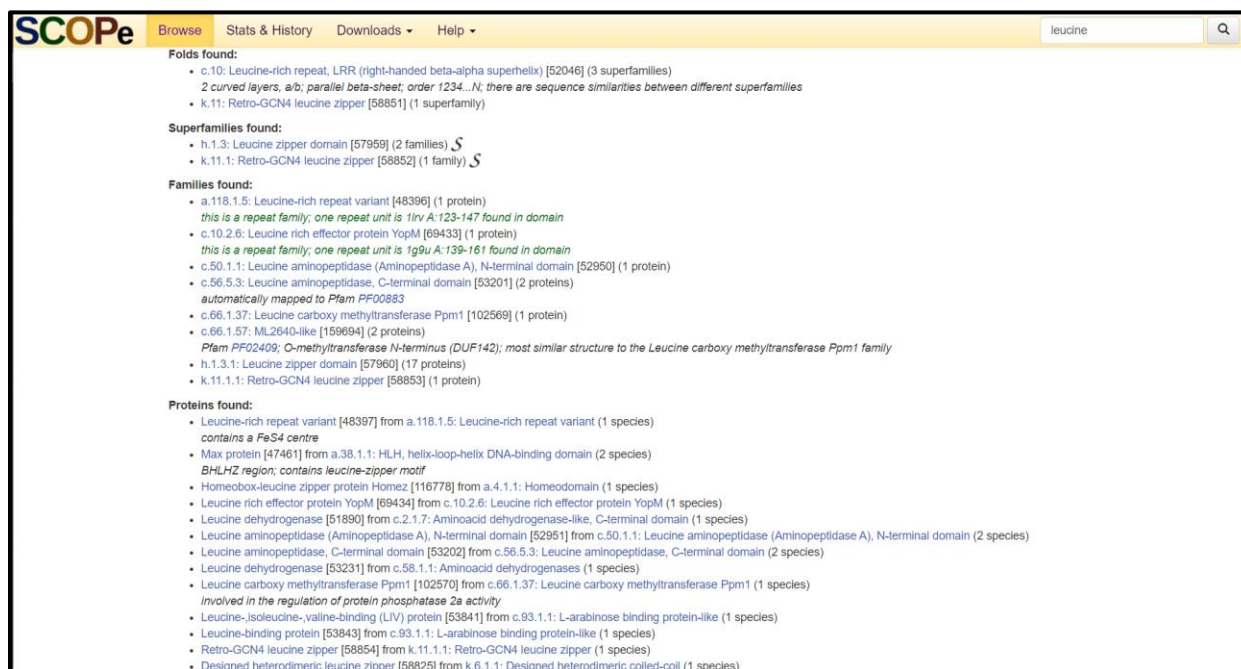 SCOPe Browse Stats & History Downloads Help leucine
Folds found:
c.10: Leucine-rich repeat, LRR (right-handed beta-alpha superhelix) [52046] (3 superfamilies)
2 curved layers, a/b; parallel beta-sheet; order 1234...N; there are sequence similarities between different superfamilies
k.11: Retro-GCN4 leucine zipper [58851] (1 superfamily)
Superfamilies found:
h.1.3: Leucine zipper domain [57959] (2 families) S
k.11.1: Retro-GCN4 leucine zipper [58852] (1 family) S
Families found:
a.118.1.5: Leucine-rich repeat variant [48396] (1 protein)
this is a repeat family; one repeat unit is 1lrv A:123-147 found in domain
c.10.2.6: Leucine rich effector protein YopM [69433] (1 protein)
this is a repeat family; one repeat unit is 1g9u A:139-161 found in domain
c.50.1.1: Leucine aminopeptidase (Aminopeptidase A), N-terminal domain [52950] (1 protein)
c.56.5.3: Leucine aminopeptidase, C-terminal domain [53201] (2 proteins)
automatically mapped to Pfam PF00883
c.66.1.37: Leucine carboxy methyltransferase Ppm1 [102569] (1 protein)
c.66.1.57: ML2640-like [159694] (2 proteins)
Pfam PF02409; O-methyltransferase N-terminus (DUF142); most similar structure to the Leucine carboxy methyltransferase Ppm1 family
h.1.3.1: Leucine zipper domain [57960] (17 proteins)
k.11.1.1: Retro-GCN4 leucine zipper [58853] (1 protein)
Proteins found:
Leucine-rich repeat variant [48397] from a.118.1.5: Leucine-rich repeat variant (1 species)
contains a FeS4 centre
Max protein [47461] from a.38.1.1: HLH, helix-loop-helix DNA-binding domain (2 species)
BHLHZ region; contains leucine-zipper motif
Homeobox-leucine zipper protein Homez [116778] from a.4.1.1: Homeodomain (1 species)
Leucine rich effector protein YopM [69434] from c.10.2.6: Leucine rich effector protein YopM (1 species)
Leucine dehydrogenase [51890] from c.2.1.7: Aminoacid dehydrogenase-like, C-terminal domain (1 species)
Leucine aminopeptidase (Aminopeptidase A), N-terminal domain [52951] from c.50.1.1: Leucine aminopeptidase (Aminopeptidase A), N-terminal domain (2 species)
Leucine aminopeptidase, C-terminal domain [53202] from c.56.5.3: Leucine aminopeptidase, C-terminal domain (2 species)
Leucine dehydrogenase [53231] from c.58.1.1: Aminoacid dehydrogenases (1 species)
Leucine carboxy methyltransferase Ppm1 [102570] from c.66.1.37: Leucine carboxy methyltransferase Ppm1 (1 species)
involved in the regulation of protein phosphatase 2a activity
Leucine-,isoleucine-,valine-binding (LIV) protein [53841] from c.93.1.1: L-arabinose binding protein-like (1 species)
Leucine-binding protein [53843] from c.93.1.1: L-arabinose binding protein-like (1 species)
Retro-GCN4 leucine zipper [58854] from k.11.1.1: Retro-GCN4 leucine zipper (1 species)
Designed heterodimeric leucine zipper [58825] from k.6.1.1: Designed heterodimeric coiled-coil (1 species)